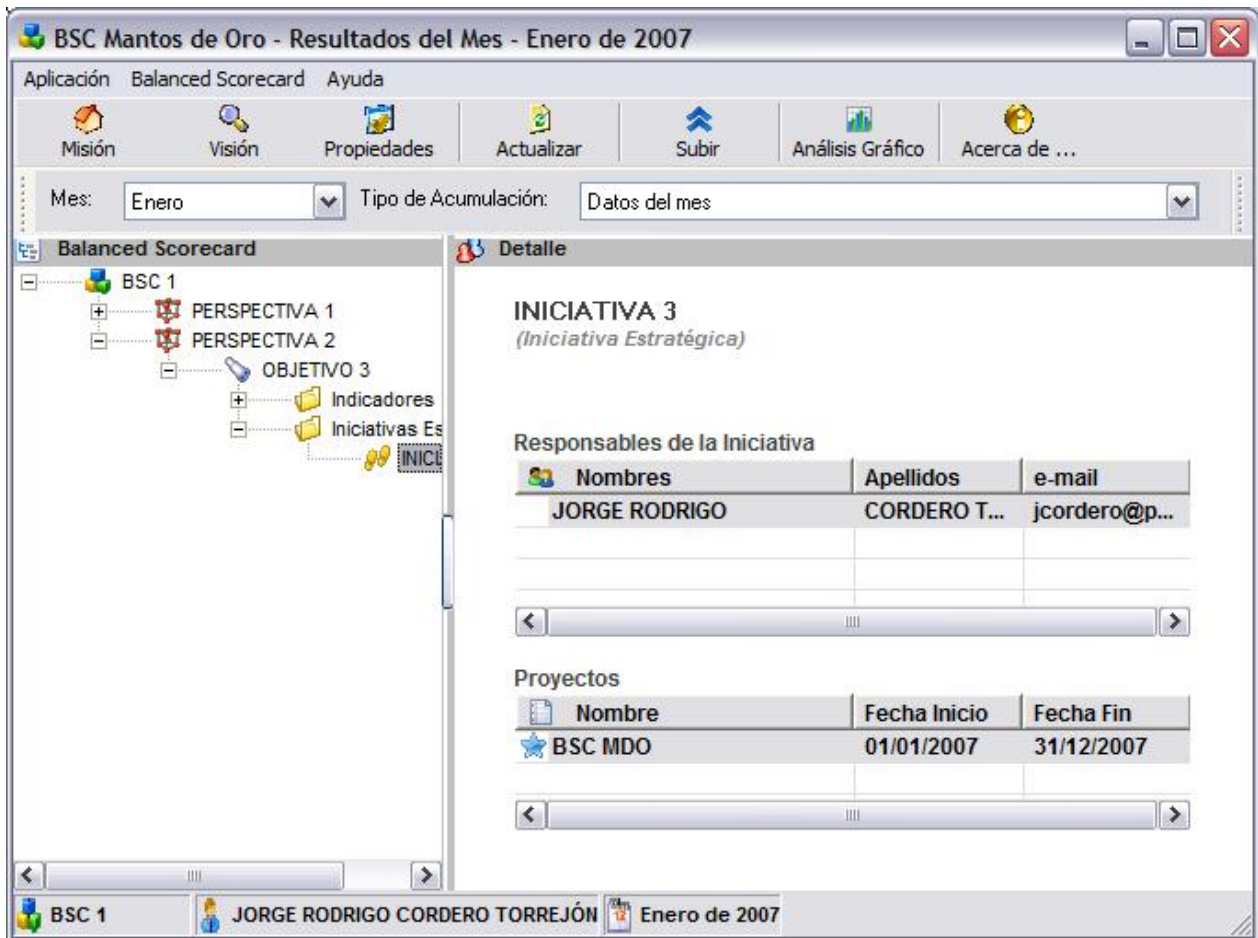 BSC Mantos de Oro - Resultados del Mes - Enero de 2007
Aplicación Balanced Scorecard Ayuda
Misión Visión Propiedades Actualizar Subir Análisis Gráfico Acerca de ...
Mes: Enero Tipo de Acumulación: Datos del mes
Balanced Scorecard
BSC 1
PERSPECTIVA 1
PERSPECTIVA 2
OBJETIVO 3
Indicadores
Iniciativas Es
INICI
Detalle
INICIATIVA 3
(Iniciativa Estratégica)
Responsables de la Iniciativa
Nombres Apellidos e-mail
JORGE RODRIGO CORDERO T... jcordero@p...
Proyectos
Nombre Fecha Inicio Fecha Fin
BSC MDO 01/01/2007 31/12/2007
BSC 1 JORGE RODRIGO CORDERO TORREJÓN Enero de 2007